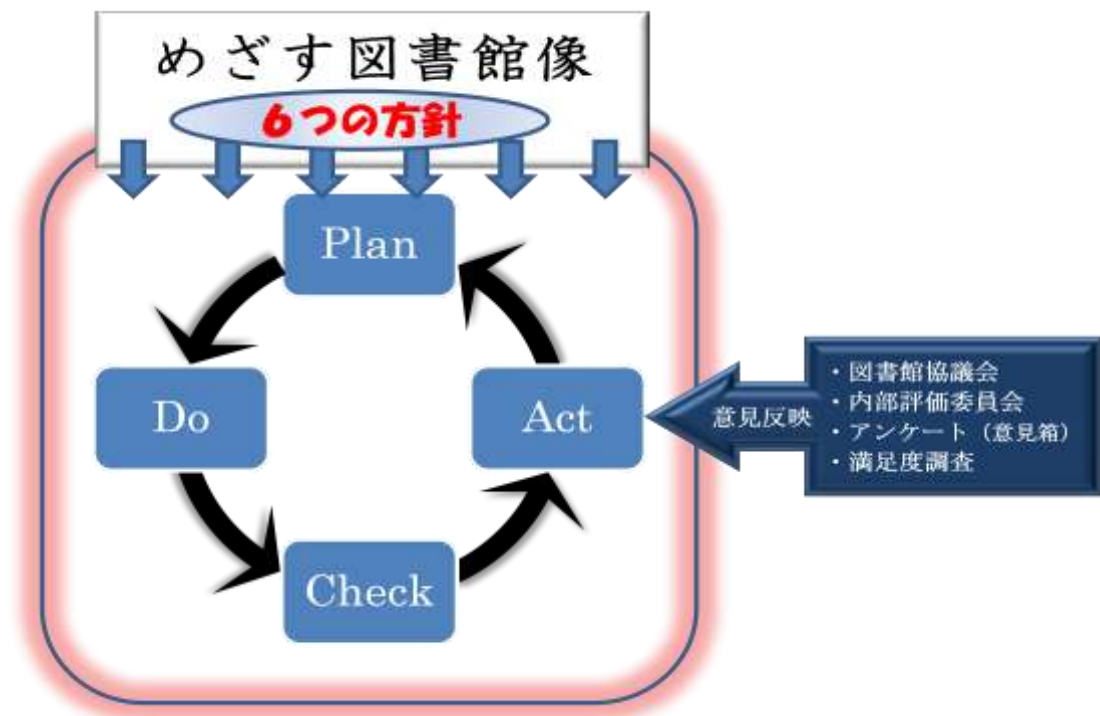 めざす図書館像
6つの方針
Plan
Do
Act
Check
意見反映
・図書館協議会
・内部評価委員会
・アンケート（意見箱）
・満足度調査